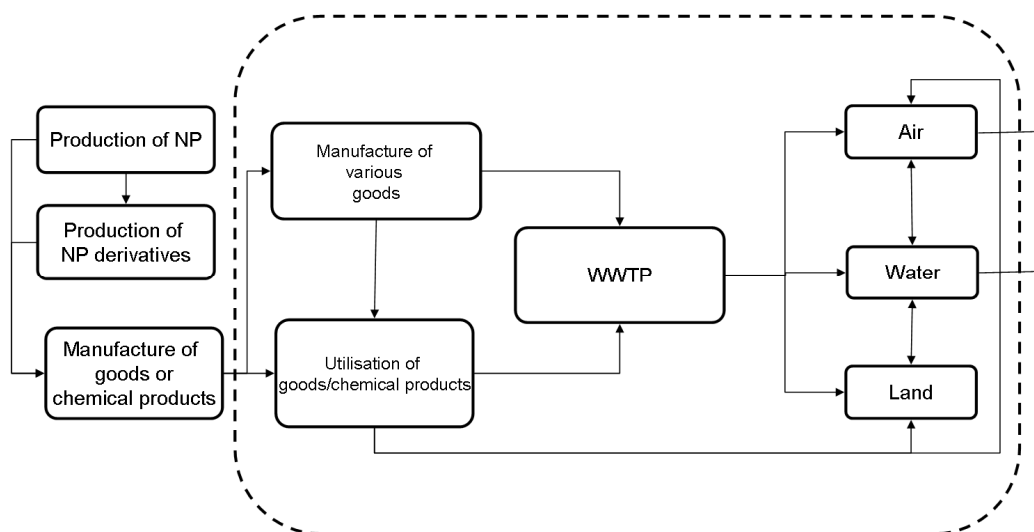 Production of NP
Production of
NP derivatives
Manufacture of
goods or
chemical products
Manufacture of
various
goods
Utilisation of
goods/chemical products
WWTP
Air
Water
Land